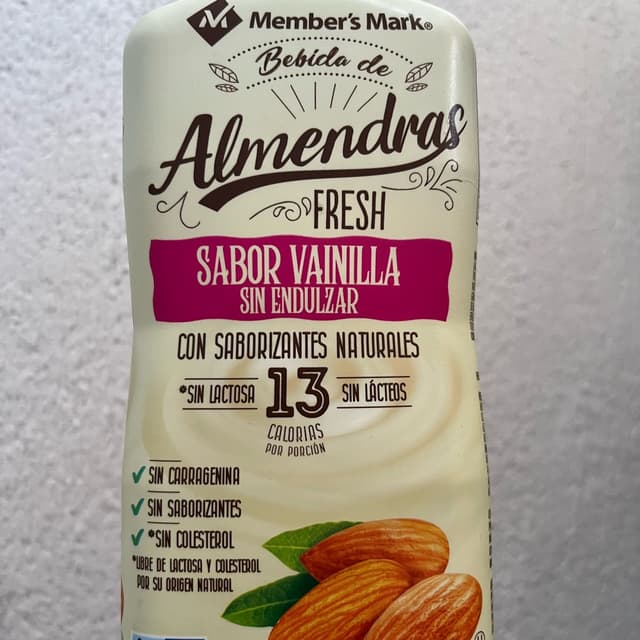 Member's Mark®
Bebida de
Almendras
FRESH
SABOR VAINILLA
SIN ENDULZAR
CON SABORIZANTES NATURALES
*SIN LACTOSA 13 SIN LÁCTEOS
CALORIAS
POR PORCIÓN
SIN CARRAGENINA
SIN SABORIZANTES
*SIN COLESTEROL
*LIBRE DE LACTOSA Y COLESTEROL
POR SU ORIGEN NATURAL